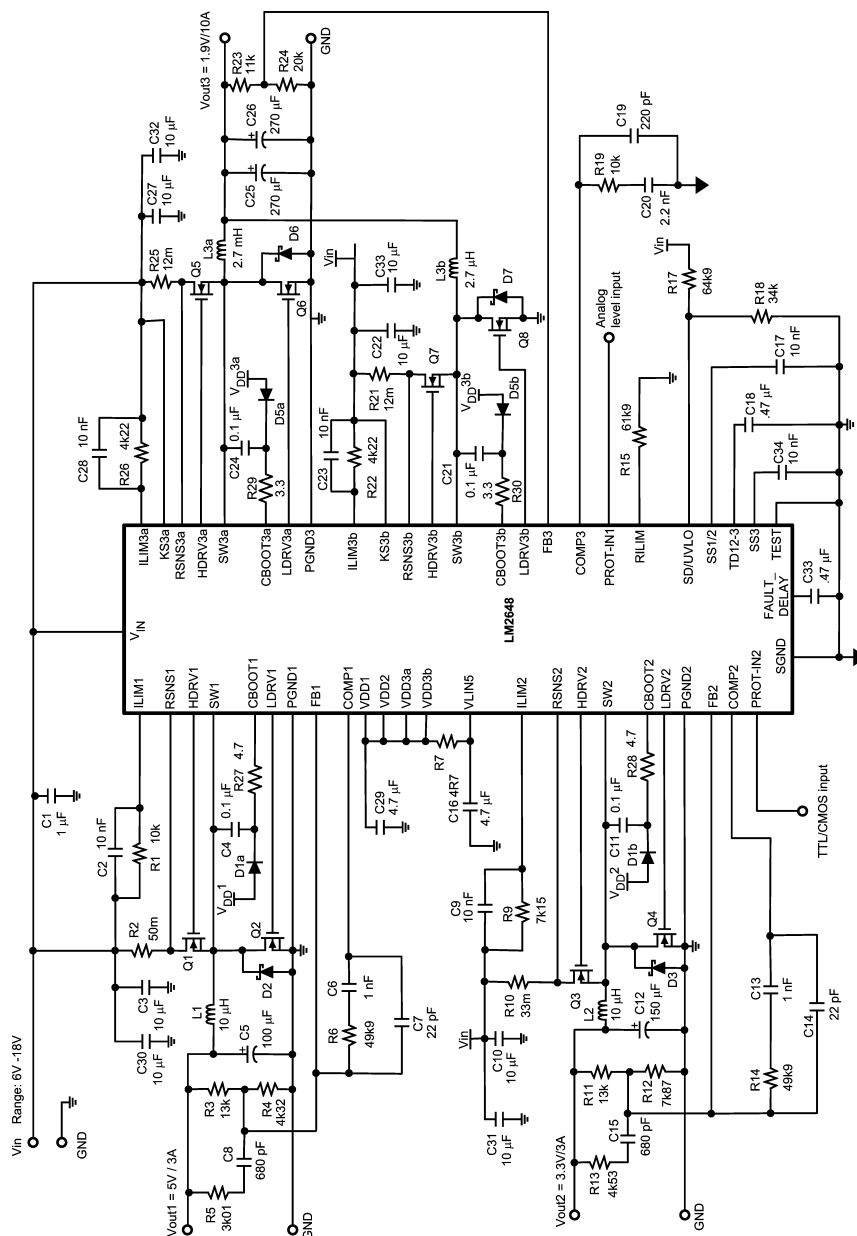 Vin
Range: 6V -18V
GND
C1
1 µF
VIN
LM2648
ILIM1
RSNS1
HDRV1
SW1
CBOOT1
LDRV1
PGND1
FB1
COMP1
VDD1
VDD2
VDD3a
VDD3b
VLIN5
ILIM2
RSNS2
HDRV2
SW2
CBOOT2
LDRV2
PGND2
FB2
COMP2
PROT-IN2
SGND
FAULT_
DELAY
ILIM3a
KS3a
RSNS3a
HDRV3a
SW3a
CBOOT3a
LDRV3a
PGND3
ILIM3b
KS3b
RSNS3b
HDRV3b
SW3b
CBOOT3b
LDRV3b
FB3
COMP3
PROT-IN1
RILIM
SD/UVLO
SS1/2
TD12-3
SS3
TEST
C2
10 nF
R1
10k
R2
50m
C3
10 µF
C30
10 µF
Q1
Q2
D2
L1
10 µH
C5
100 µF
C4
0.1 µF
R27
4.7
D1a
VDD1
R3
13k
R4
4k32
C8
680 pF
R5
3k01
Vout1 = 5V / 3A
GND
C6
1 nF
R6
49k9
C7
22 pF
C29
4.7 µF
R7
4R7
C16
4.7 µF
C9
10 nF
R9
7k15
R10
33m
Vin
C10
10 µF
C31
10 µF
Q3
Q4
D3
L2
10 µH
C12
150 µF
C11
0.1 µF
R28
4.7
D1b
VDD2
R11
13k
R12
7k87
C15
680 pF
R13
4k53
Vout2 = 3.3V/3A
GND
C13
1 nF
R14
49k9
C14
22 pF
TTL/CMOS input
C28
10 nF
R26
4k22
R25
12m
C27
10 µF
C32
10 µF
Q5
Q6
D6
L3a
2.7 mH
C25
270 µF
C26
270 µF
R23
11k
R24
20k
Vout3 = 1.9V/10A
GND
C24
0.1 µF
R29
3.3
D5a
VDD3a
C23
10 nF
R22
4k22
R21
12m
C22
10 µF
C33
10 µF
Vin
Q7
Q8
D7
L3b
2.7 µH
C21
0.1 µF
R30
3.3
D5b
VDD3b
R19
10k
C20
2.2 nF
C19
220 pF
Analog
level input
R15
61k9
Vin
R17
64k9
R18
34k
C17
10 nF
C18
.47 µF
C34
10 nF
C33
.47 µF